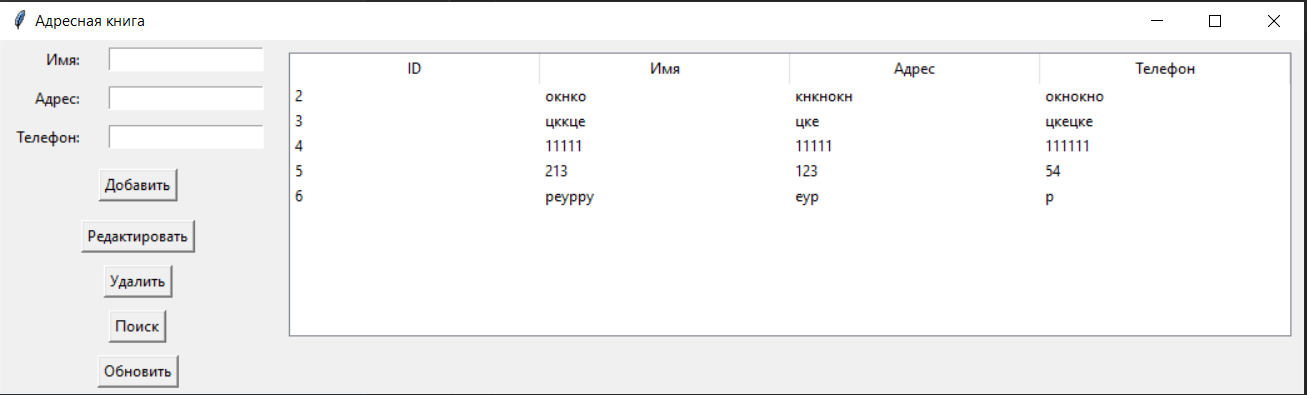 Адресная книга
Имя:
Адрес:
Телефон:
Добавить
Редактировать
Удалить
Поиск
Обновить
ID Имя Адрес Телефон
2 окнко кнкнокн окнокно
3 цккце цке цкецке
4 11111 11111 111111
5 213 123 54
6 реурру еур р